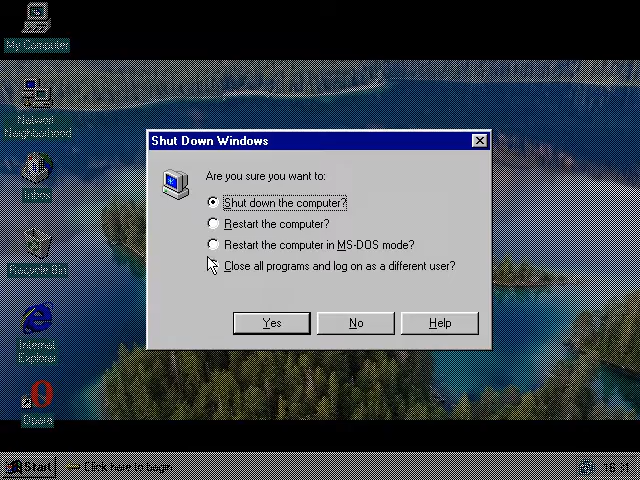 My Computer
Network
Neighborhood
Recycle Bin
Internet
Explorer
Opera
Shut Down Windows
Are you sure you want to:
Shut down the computer?
Restart the computer?
Restart the computer in MS-DOS mode?
Close all programs and log on as a different user?
Yes
No
Help
Start
Click here to begin